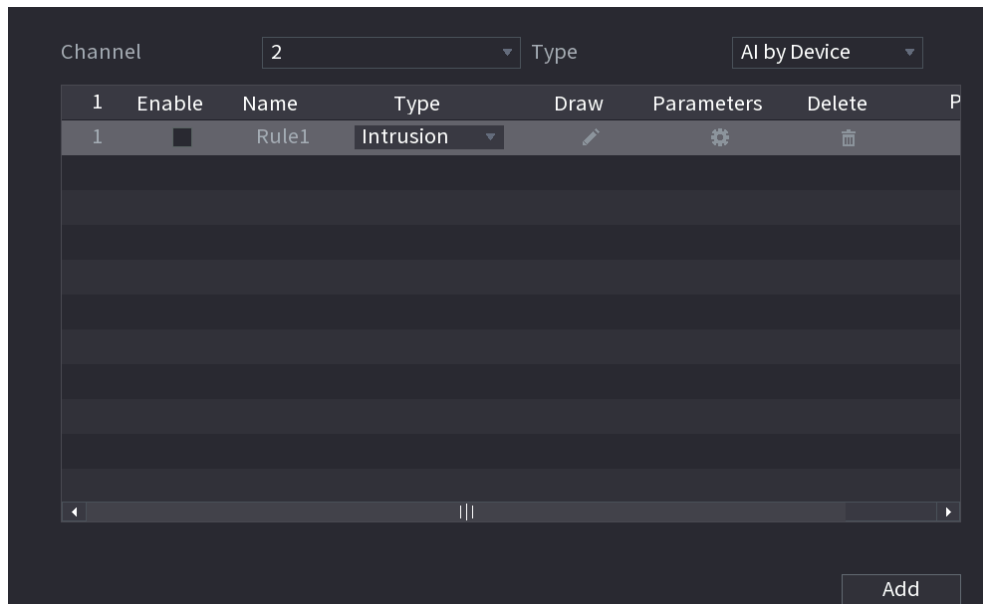 Channel 2 Type AI by Device
1 Enable Name Type Draw Parameters Delete P
1 Rule1 Intrusion
Add